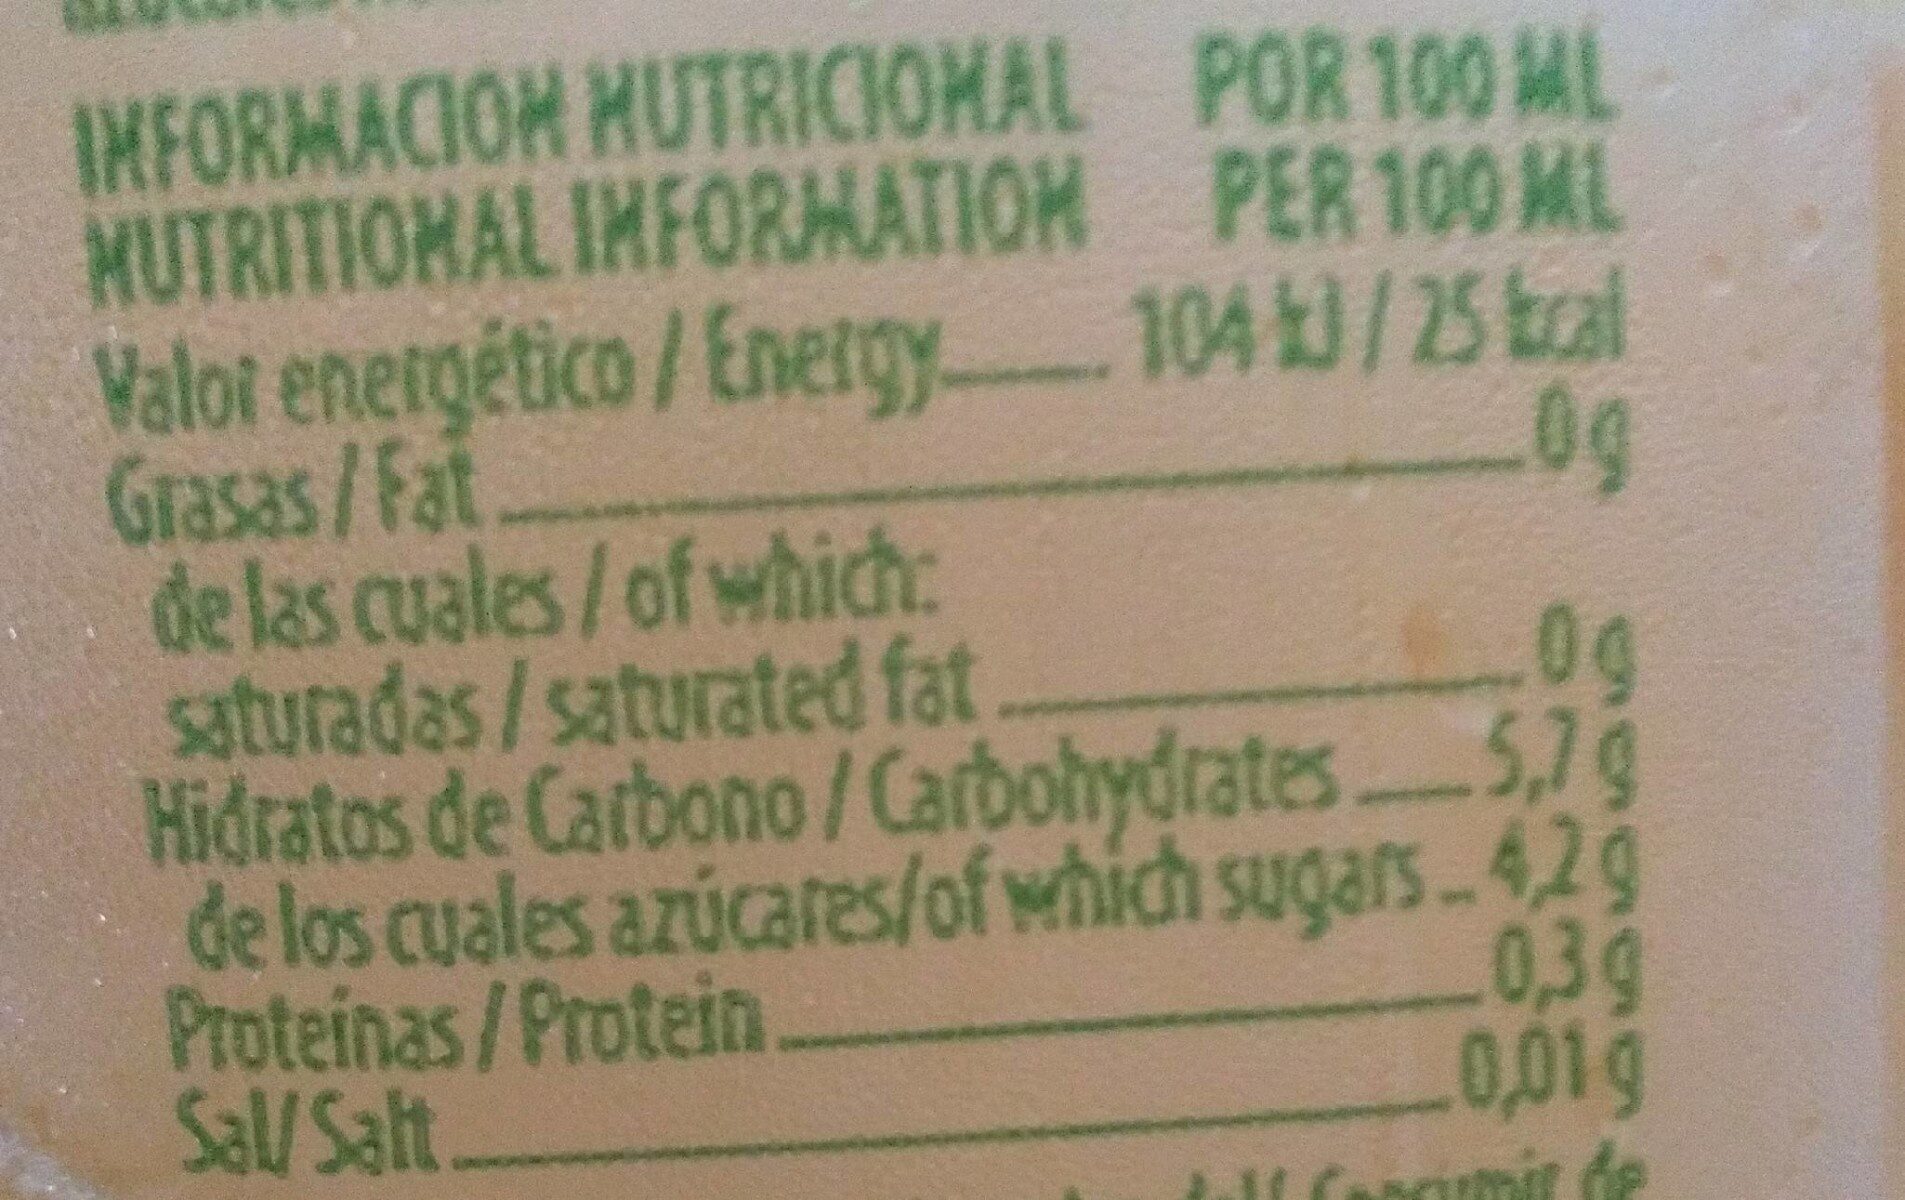 INFORMACION NUTRICIONAL POR 100 ML
NUTRITIONAL INFORMATION PER 100 ML
Valor energético / Energy 104 kJ / 25 kcal
Grasas / Fat 0 g
de las cuales / of which:
saturadas / saturated fat 0 g
Hidratos de Carbono / Carbohydrates 5,7 g
de los cuales azúcares/of which sugars 4,2 g
Proteínas / Protein 0,3 g
Sal/ Salt 0,01 g
Consumir de